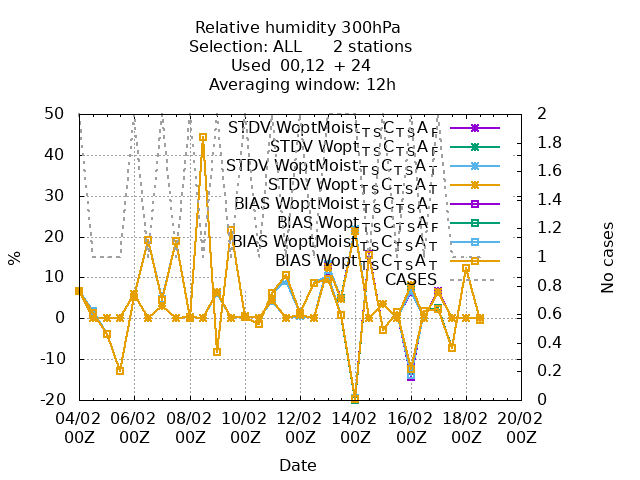 Relative humidity 300hPa
Selection: ALL 2 stations
Used 00,12 + 24
Averaging window: 12h
50
40
30
20
10
0
-10
-20
%
2
1.8
1.6
1.4
1.2
1
0.8
0.6
0.4
0.2
0
No cases
STDV WoptMoist_TSC_TSA_F
STDV Wopt_TSC_TSA_F
STDV WoptMoist_TSC_TSA_T
STDV Wopt_TSC_TSA_T
BIAS WoptMoist_TSC_TSA_F
BIAS Wopt_TSC_TSA_F
BIAS WoptMoist_TSC_TSA_T
BIAS Wopt_TSC_TSA_T
CASES
04/02 06/02 08/02 10/02 12/02 14/02 16/02 18/02 20/02
00Z 00Z 00Z 00Z 00Z 00Z 00Z 00Z 00Z
Date